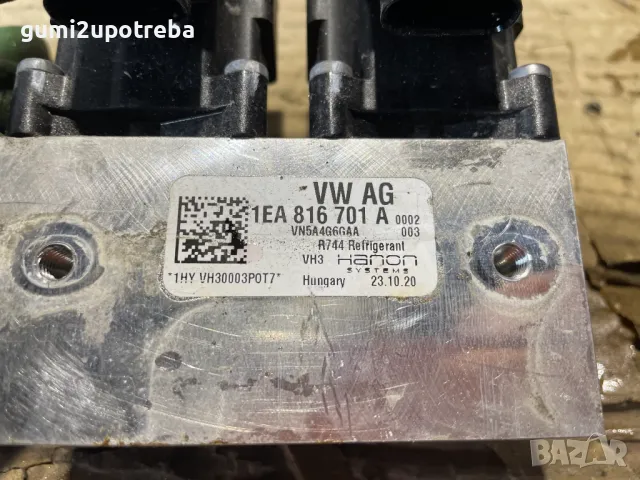 gumi2upotreba
VW AG
1EA 816 701 A 0002
VN5A4G6GAA 003
R744 Refrigerant
VH3 Hanon
SYSTEMS
*1HY VH30003P0T7* Hungary 23.10.20
BAZAR